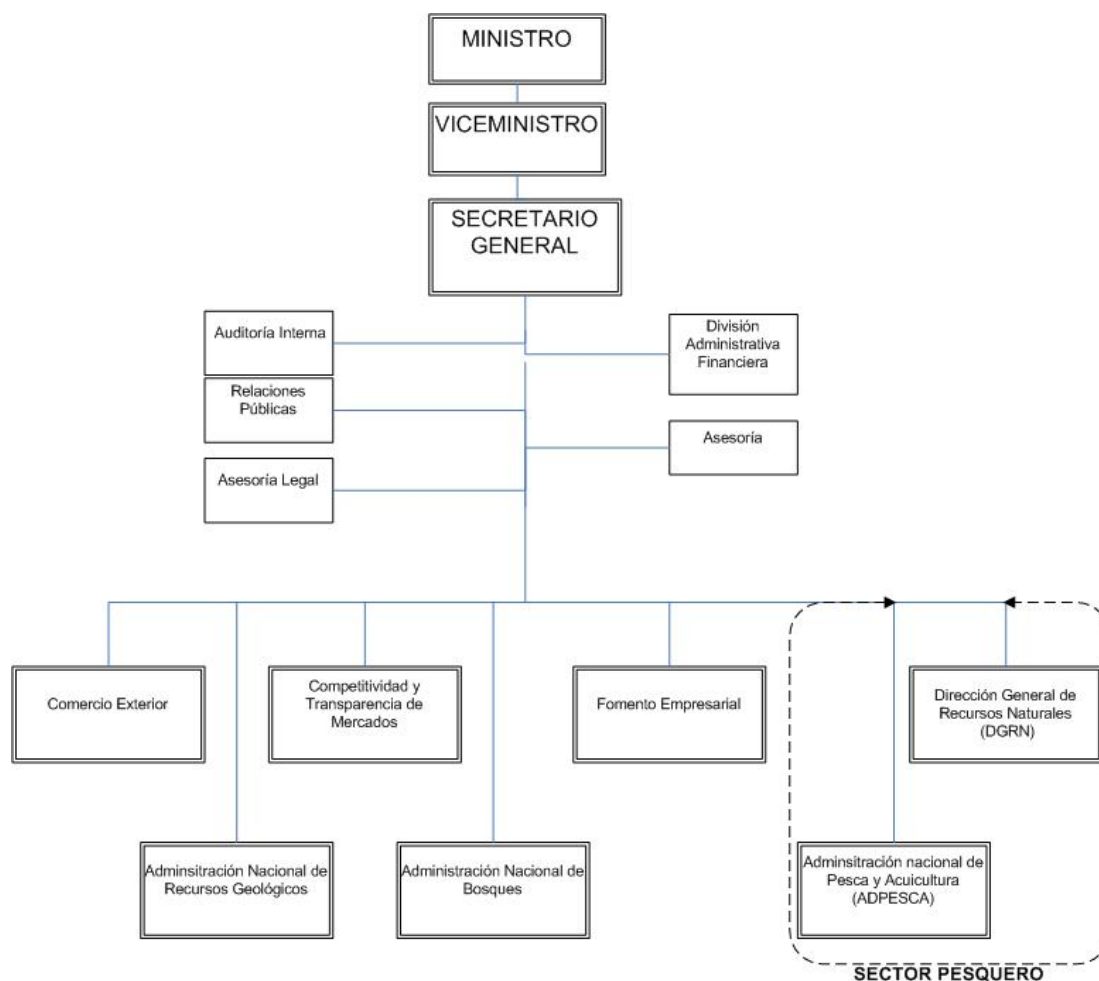 MINISTRO
VICEMINISTRO
SECRETARIO
GENERAL
Auditoría Interna
División
Administrativa
Financiera
Relaciones
Públicas
Asesoría
Asesoría Legal
Comercio Exterior
Competitividad y
Transparencia de
Mercados
Fomento Empresarial
Dirección General de
Recursos Naturales
(DGRN)
Adminsitración Nacional de
Recursos Geológicos
Administración Nacional de
Bosques
Adminsitración nacional de
Pesca y Acuicultura
(ADPESCA)
SECTOR PESQUERO